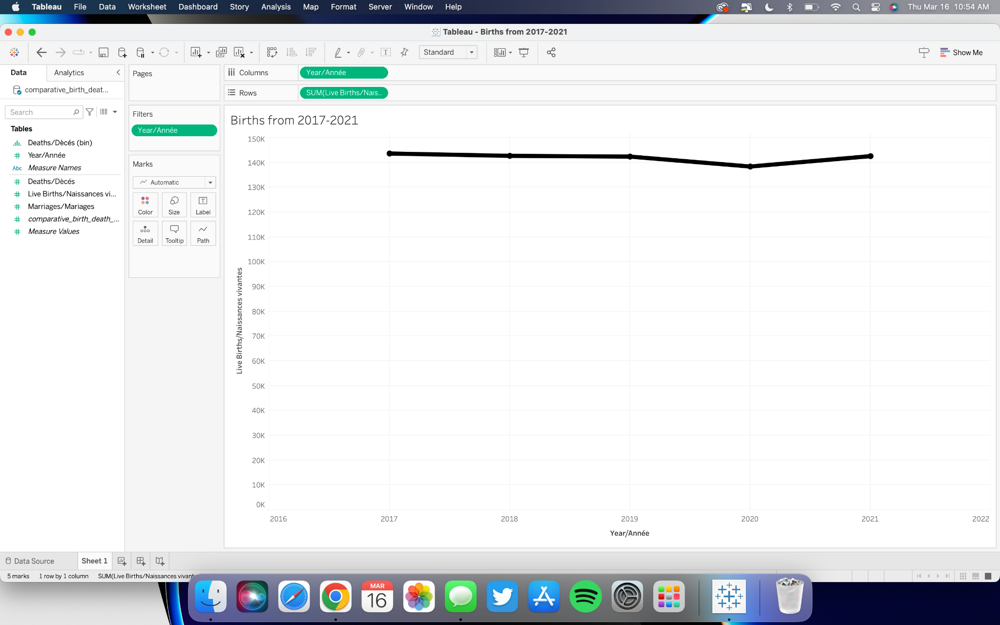 Tableau File Data Worksheet Dashboard Story Analysis Map Format Server Window Help Thu Mar 16 10:54 AM
Tableau - Births from 2017-2021
Standard
Show Me
Data Analytics
comparative_birth_deat...
Search
Tables
Deaths/Dècés (bin)
Year/Année
Abc Measure Names
Deaths/Dècés
Live Births/Naissances vi...
Marriages/Mariages
comparative_birth_death_...
Measure Values
Pages
Filters
Year/Année
Marks
Automatic
Color Size Label
Detail Tooltip Path
Columns Year/Année
Rows SUM(Live Births/Nais..
Births from 2017-2021
150K
140K
130K
120K
110K
100K
90K
80K
70K
60K
50K
40K
30K
20K
10K
0K
Live Births/Naissances vivantes
2016 2017 2018 2019 2020 2021 2022
Year/Année
Data Source Sheet 1
5 marks 1 row by 1 column SUM(Live Births/Naissances vivant
MAR
16